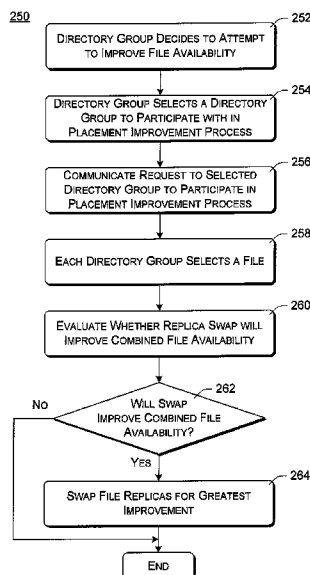 250
252
DIRECTORY GROUP DECIDES TO ATTEMPT
TO IMPROVE FILE AVAILABILITY
254
DIRECTORY GROUP SELECTS A DIRECTORY
GROUP TO PARTICIPATE WITH IN
PLACEMENT IMPROVEMENT PROCESS
256
COMMUNICATE REQUEST TO SELECTED
DIRECTORY GROUP TO PARTICIPATE IN
PLACEMENT IMPROVEMENT PROCESS
258
EACH DIRECTORY GROUP SELECTS A FILE
260
EVALUATE WHETHER REPLICA SWAP WILL
IMPROVE COMBINED FILE AVAILABILITY
262
NO
WILL SWAP
IMPROVE COMBINED FILE
AVAILABILITY?
YES
264
SWAP FILE REPLICAS FOR GREATEST
IMPROVEMENT
END